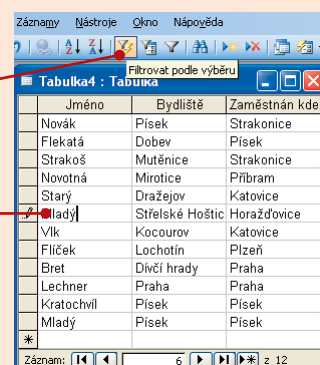 Záznamy Nástroje Okno Nápověda
Filtrovat podle výběru
Tabulka4 : Tabulka
Jméno Bydliště Zaměstnán kde
Novák Písek Strakonice
Flekatá Dobev Písek
Strakoš Mutěnice Strakonice
Novotná Mirotice Příbram
Starý Dražejov Katovice
Mladý Střelské Hoštic Horažďovice
Vlk Kocourov Katovice
Flíček Lochotín Plzeň
Bret Dívčí hrady Praha
Lechner Praha Praha
Kratochvíl Písek Písek
Mladý Písek Písek
Záznam: 6 z 12